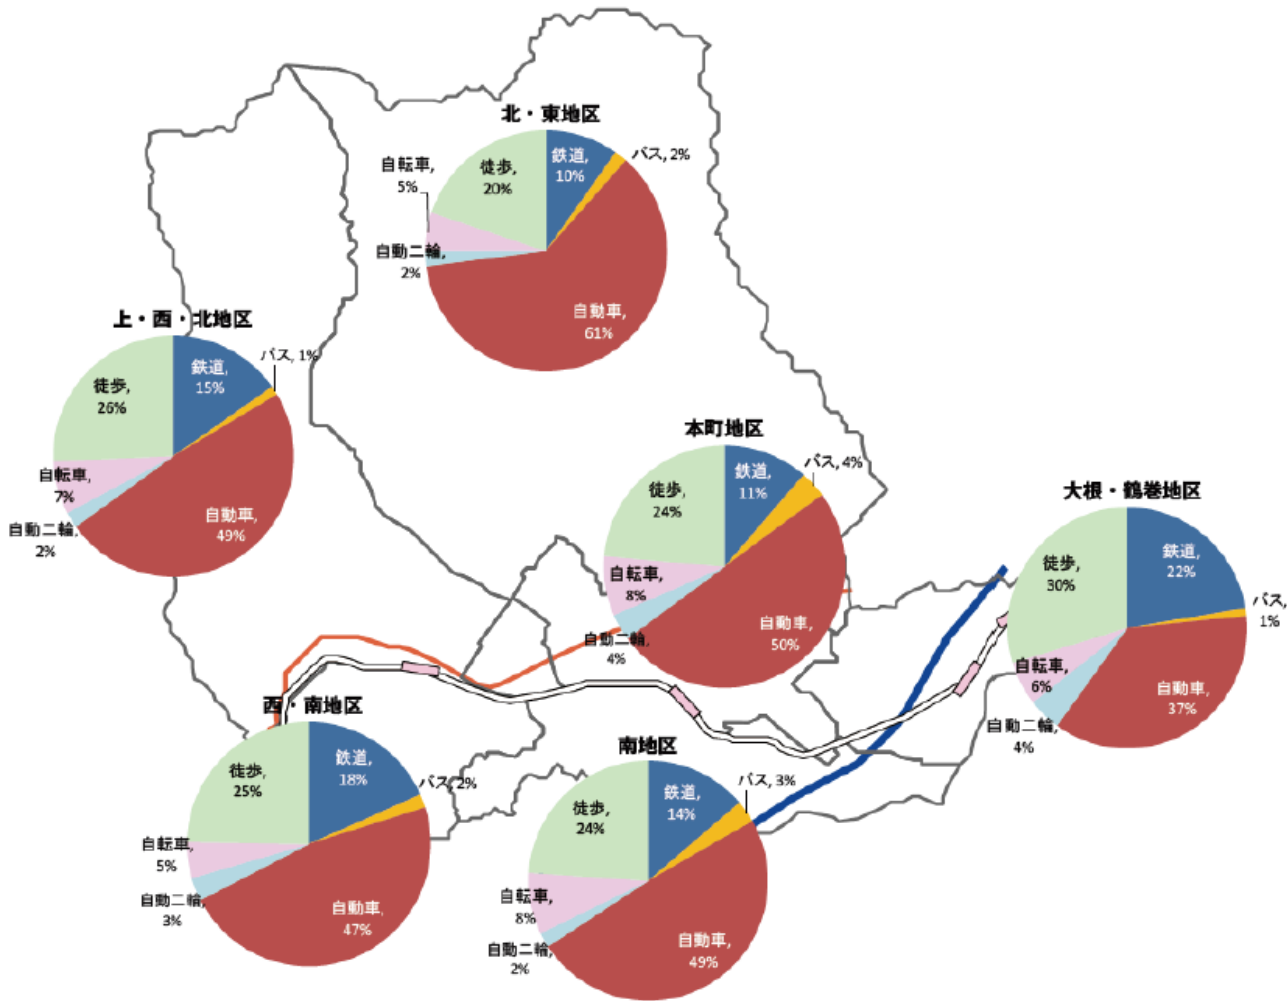 北・東地区
鉄道,
10%
バス, 2%
自動車,
61%
自動二輪,
2%
自転車,
5%
徒歩,
20%
上・西・北地区
鉄道,
15%
バス, 1%
自動車,
49%
自動二輪,
2%
自転車,
7%
徒歩,
26%
本町地区
鉄道,
11%
バス, 4%
自動車,
50%
自動二輪,
4%
自転車,
8%
徒歩,
24%
大根・鶴巻地区
鉄道,
22%
バス,
1%
自動車,
37%
自動二輪,
4%
自転車,
6%
徒歩,
30%
西・南地区
鉄道,
18%
バス, 2%
自動車,
47%
自動二輪,
3%
自転車,
5%
徒歩,
25%
南地区
鉄道,
14%
バス, 3%
自動車,
49%
自動二輪,
2%
自転車,
8%
徒歩,
24%